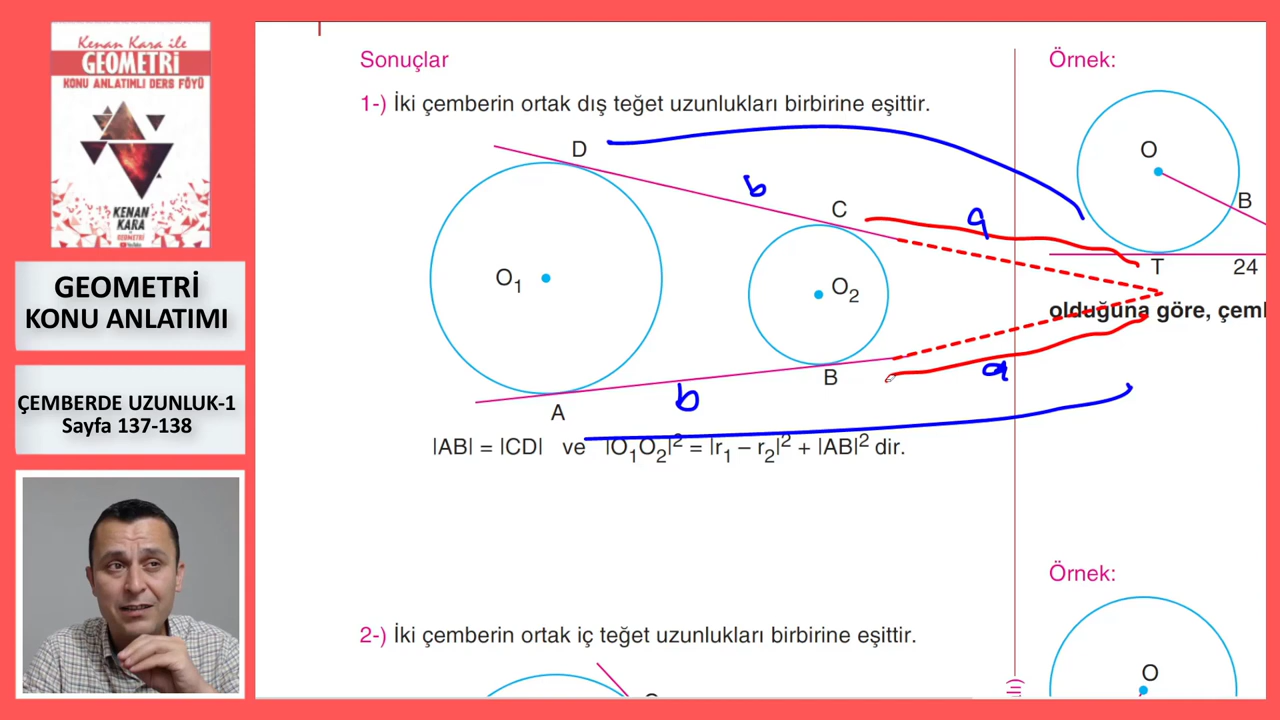 Kenan Kara ile
GEOMETRİ
KONU ANLATIMLI DERS FÖYÜ
KENAN
KARA
GEOMETRİ
KONU ANLATIMI
ÇEMBERDE UZUNLUK-1
Sayfa 137-138
Sonuçlar
1-) İki çemberin ortak dış teğet uzunlukları birbirine eşittir.
D
b
C
a
O₁
O₂
B
b
a
A
|AB| = |CD| ve |O₁O₂|² = |r₁ – r₂|² + |AB|² dir.
2-) İki çemberin ortak iç teğet uzunlukları birbirine eşittir.
Örnek:
O
B
T
24
olduğuna göre, çemb
Örnek:
O